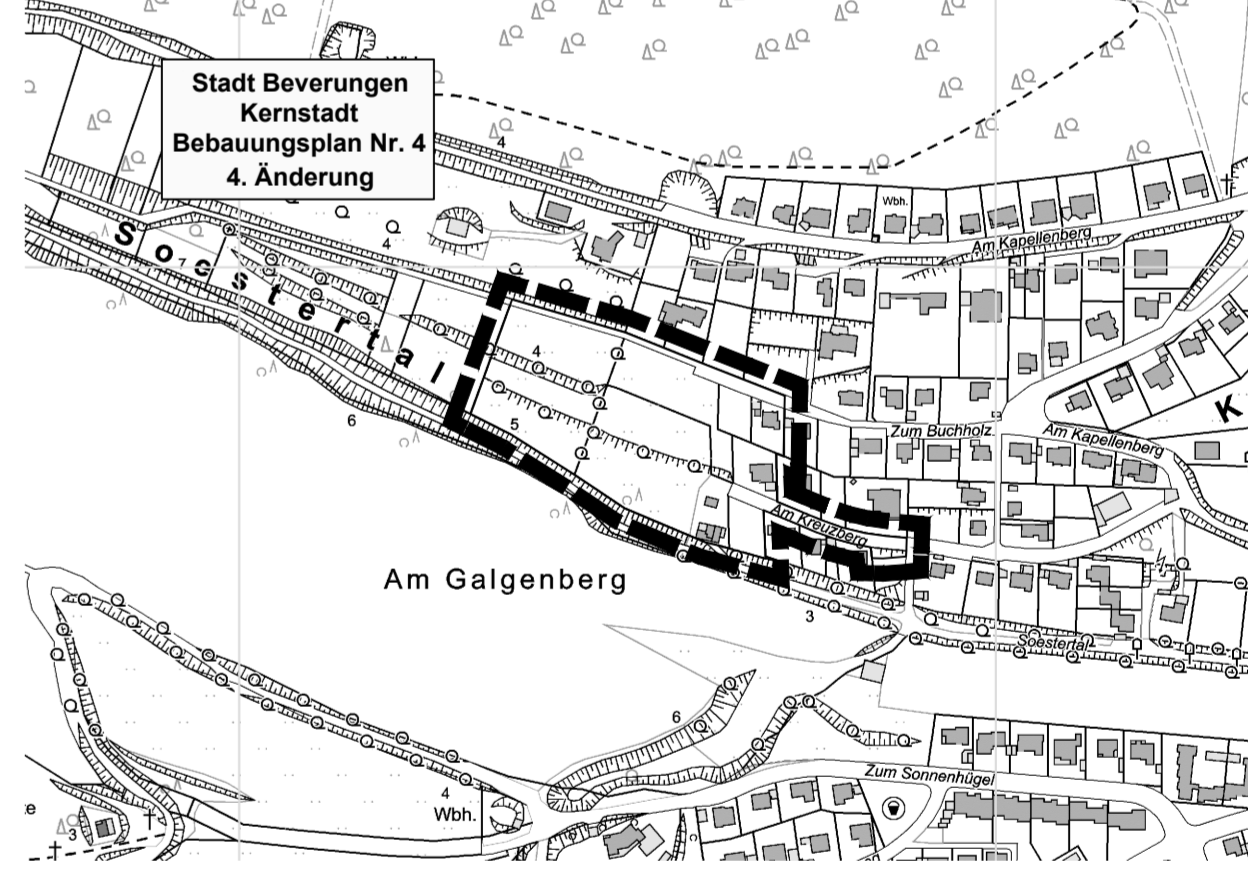 Stadt Beverungen
Kernstadt
Bebauungsplan Nr. 4
4. Änderung
4
Wbh.
Am Kapellenberg
Soestertal
7
4
4
5
6
Zum Buchholz
Am Kapellenberg
K
Am Kreuzberg
Am Galgenberg
3
Soestertal
6
Zum Sonnenhügel
4
Wbh.
3